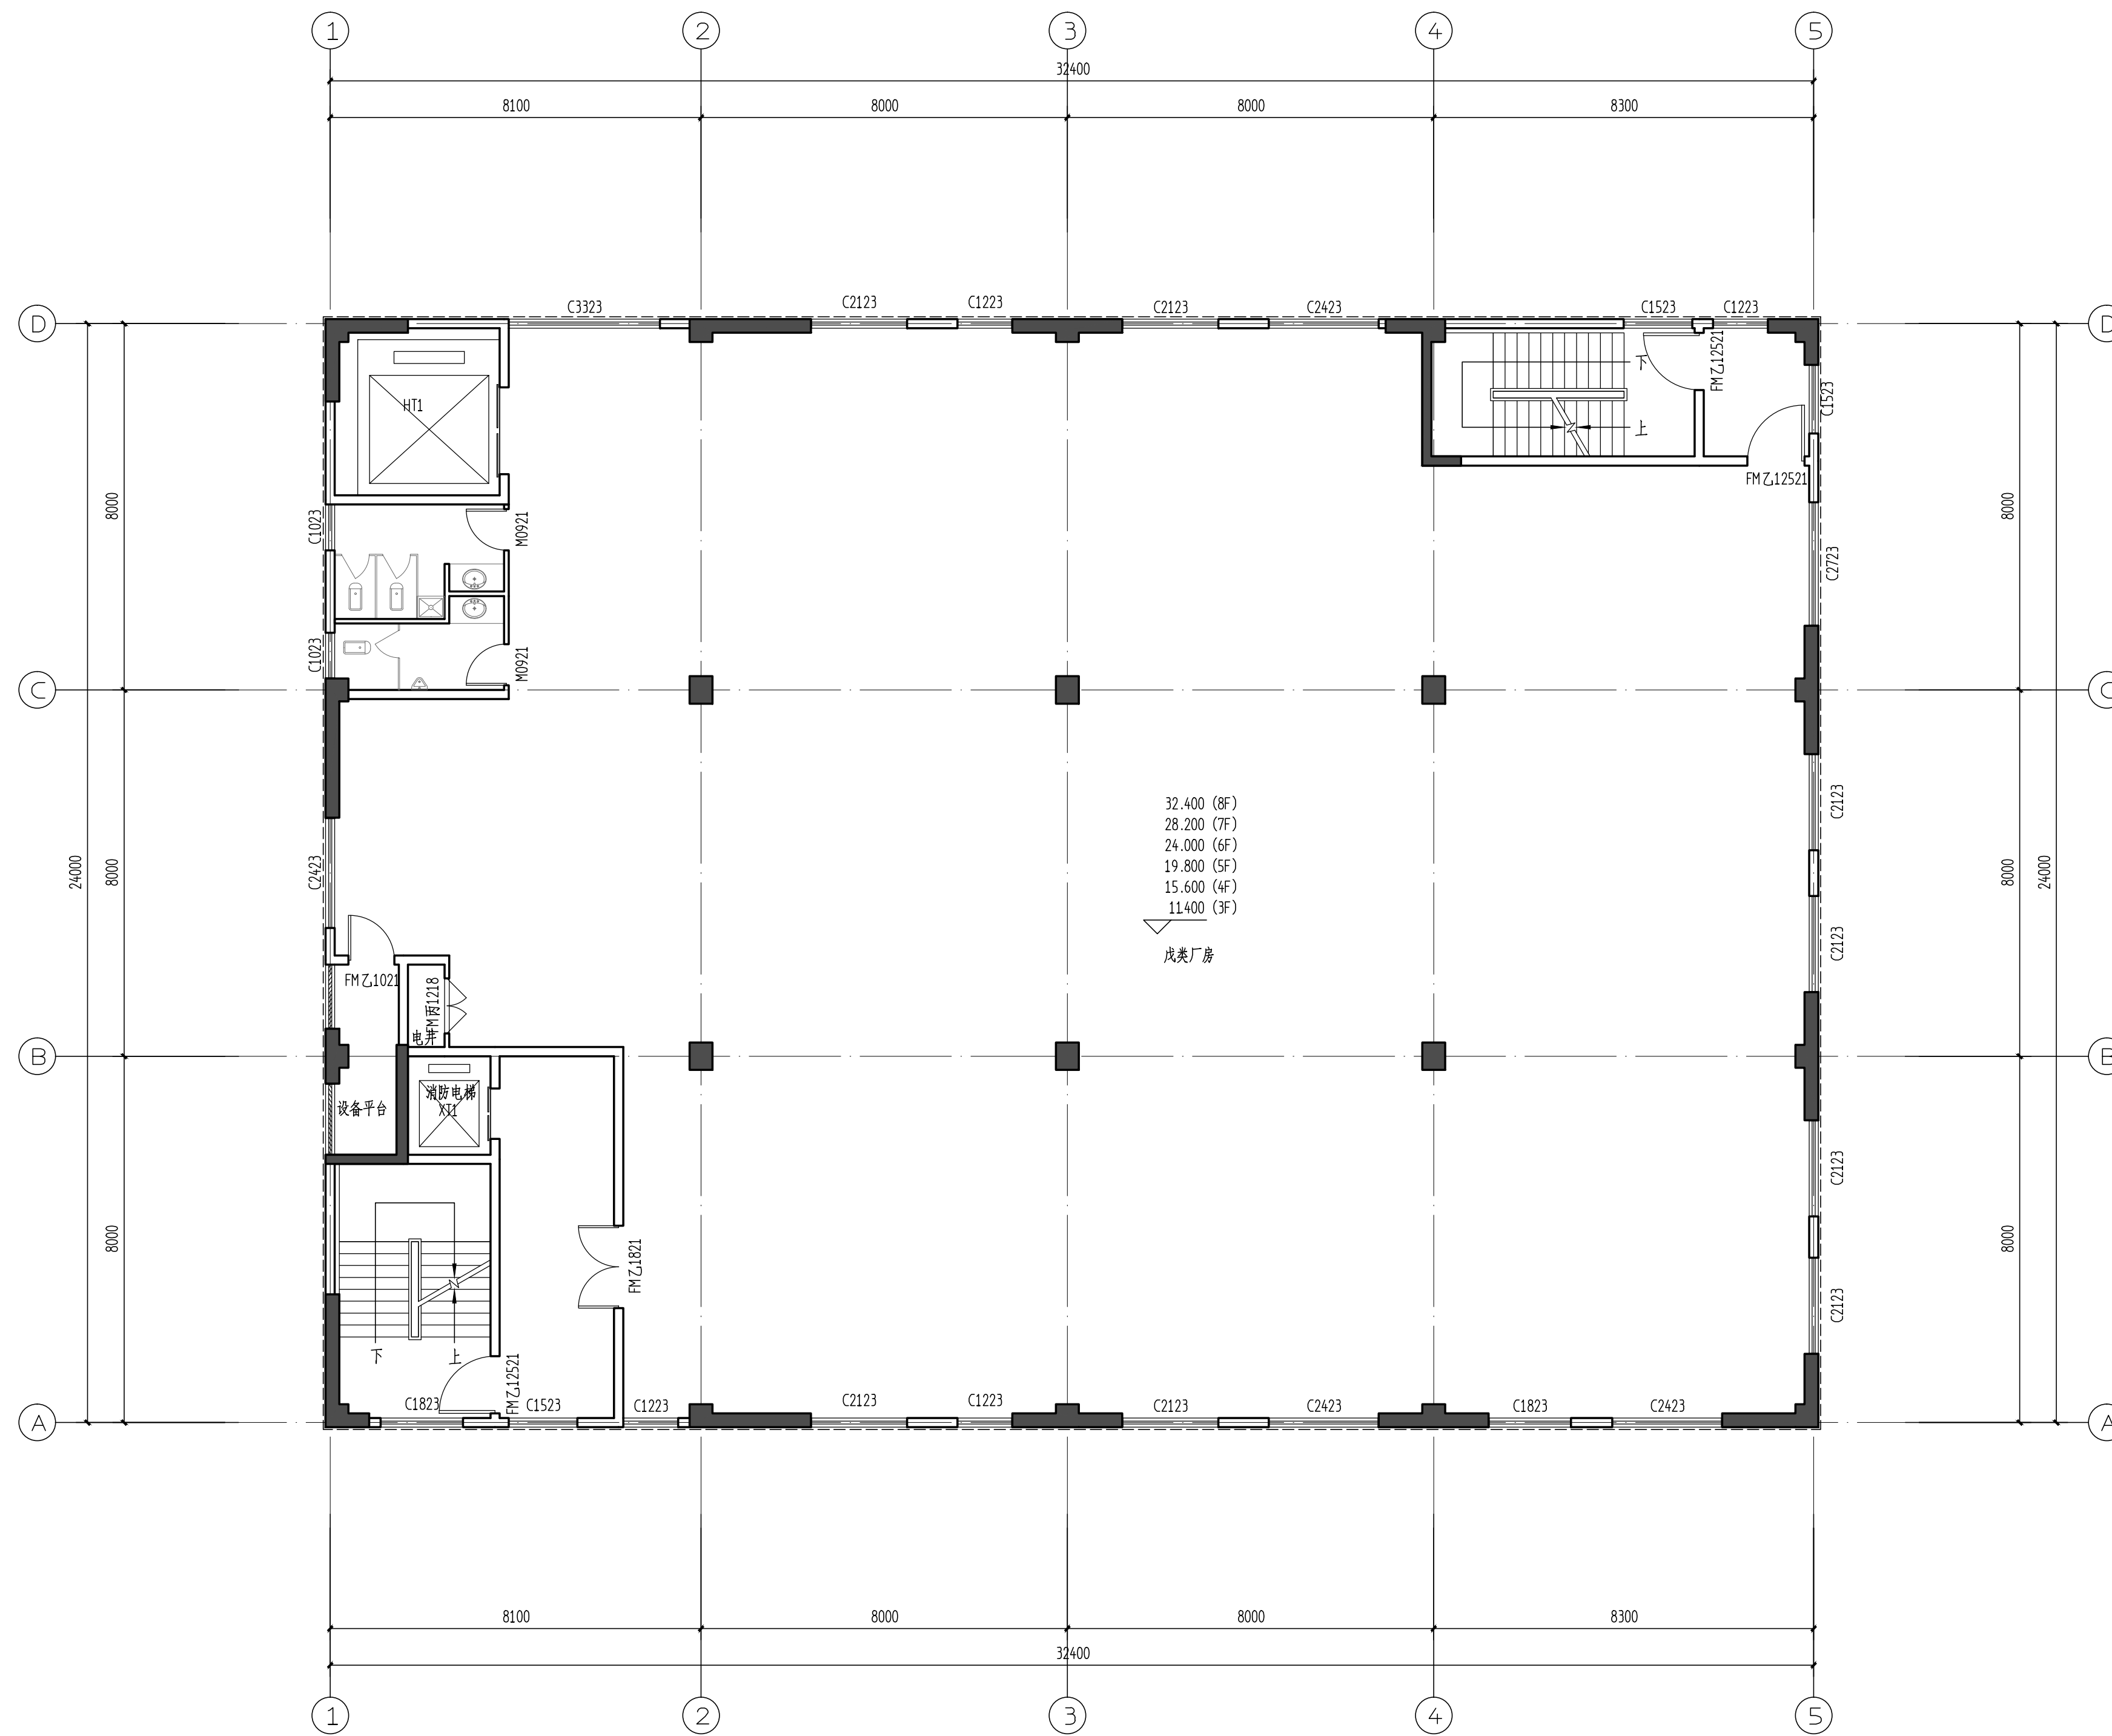 1
2
3
4
5
32400
8100
8000
8000
8300
C3323
C2123
C1223
C2123
C2423
C1523
C1223
D
D
HT1
下
上
FM乙12521
C1523
FM乙12521
8000
8000
C1023
M0921
C2723
C1023
M0921
C
C
32.400 (8F)
28.200 (7F)
24.000 (6F)
19.800 (5F)
15.600 (4F)
11.400 (3F)
戊类厂房
C2123
24000
8000
C2423
8000
24000
C2123
FM乙1021
FM丙1218
电井
B
B
消防电梯
XT1
设备平台
C2123
8000
8000
FM乙1821
C2123
下
上
FM乙12521
C1823
C1523
C1223
C2123
C1223
C2123
C2423
C1823
C2423
A
A
8100
8000
8000
8300
32400
1
2
3
4
5